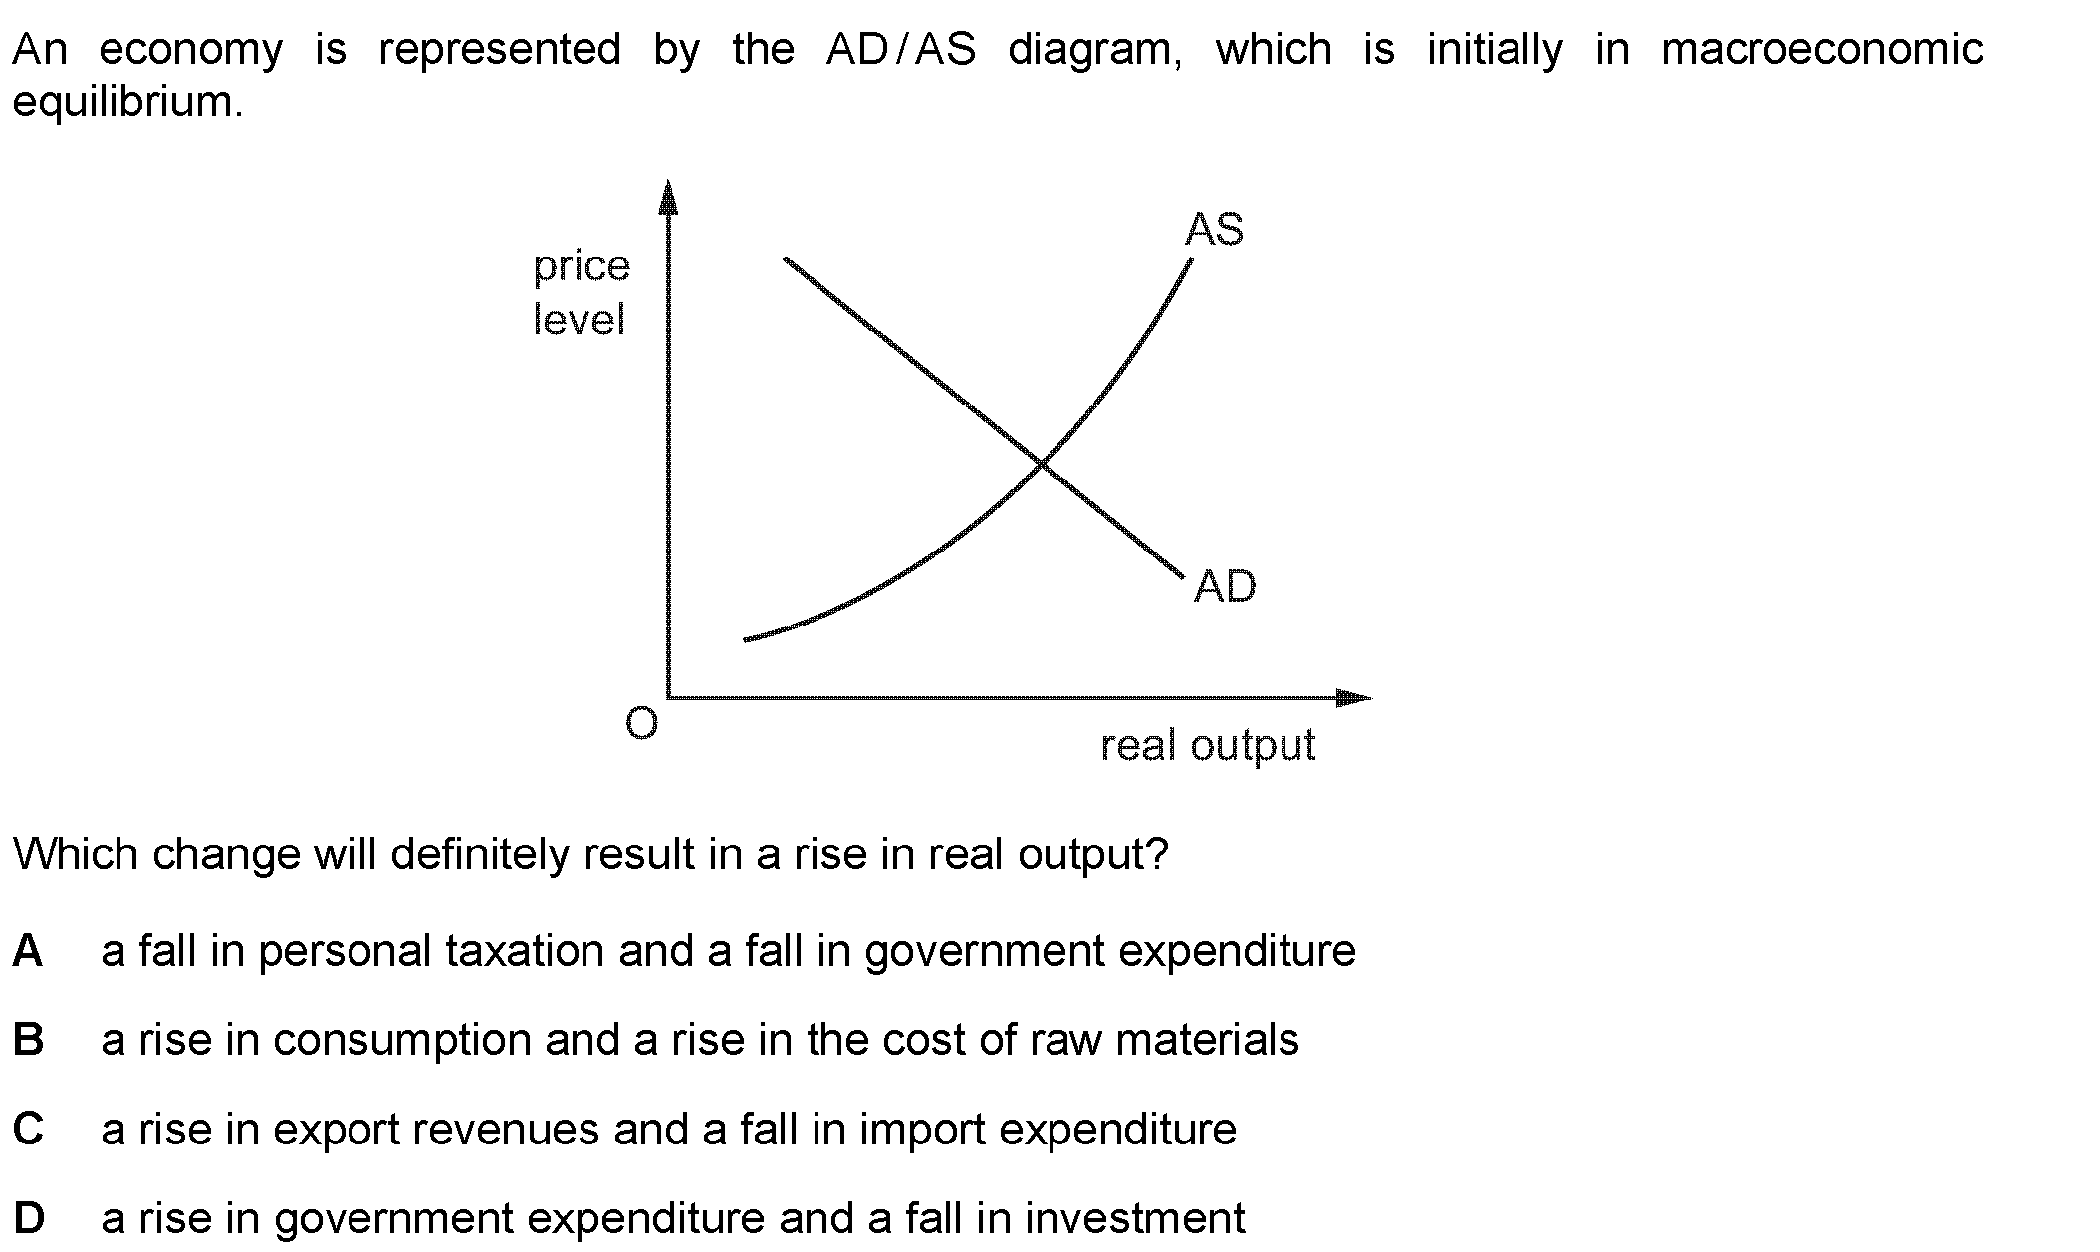 An economy is represented by the AD/AS diagram, which is initially in macroeconomic
equilibrium.
AS
price
level
AD
O
real output
Which change will definitely result in a rise in real output?
A a fall in personal taxation and a fall in government expenditure
B a rise in consumption and a rise in the cost of raw materials
C a rise in export revenues and a fall in import expenditure
D a rise in government expenditure and a fall in investment